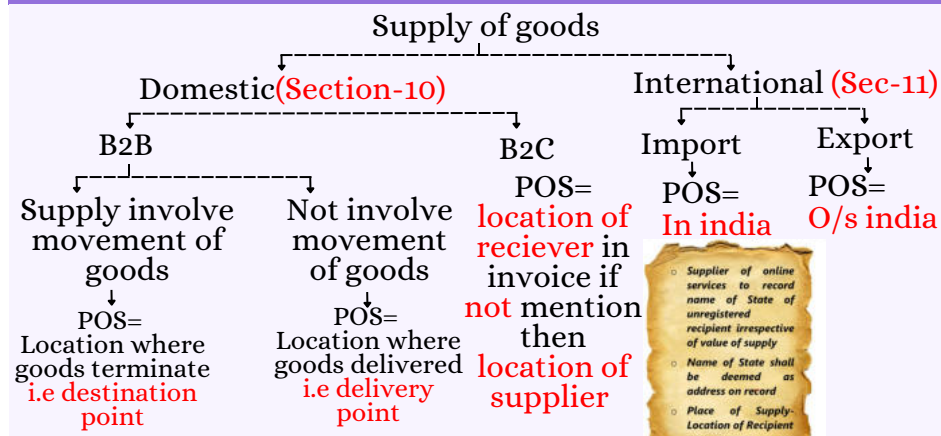 Supply of goods
Domestic(Section-10)
International (Sec-11)
B2B
B2C
Import
Export
Supply involve
movement of
goods
POS=
Location where
goods terminate
i.e destination
point
Not involve
movement
of goods
POS=
Location where
goods delivered
i.e delivery
point
POS=
location of
reciever in
invoice if
not mention
then
location of
supplier
POS=
In india
POS=
O/s india
o Supplier of online
services to record
name of State of
unregistered
recipient irrespective
of value of supply
o Name of State shall
be deemed as
address on record
o Place of Supply-
Location of Recipient